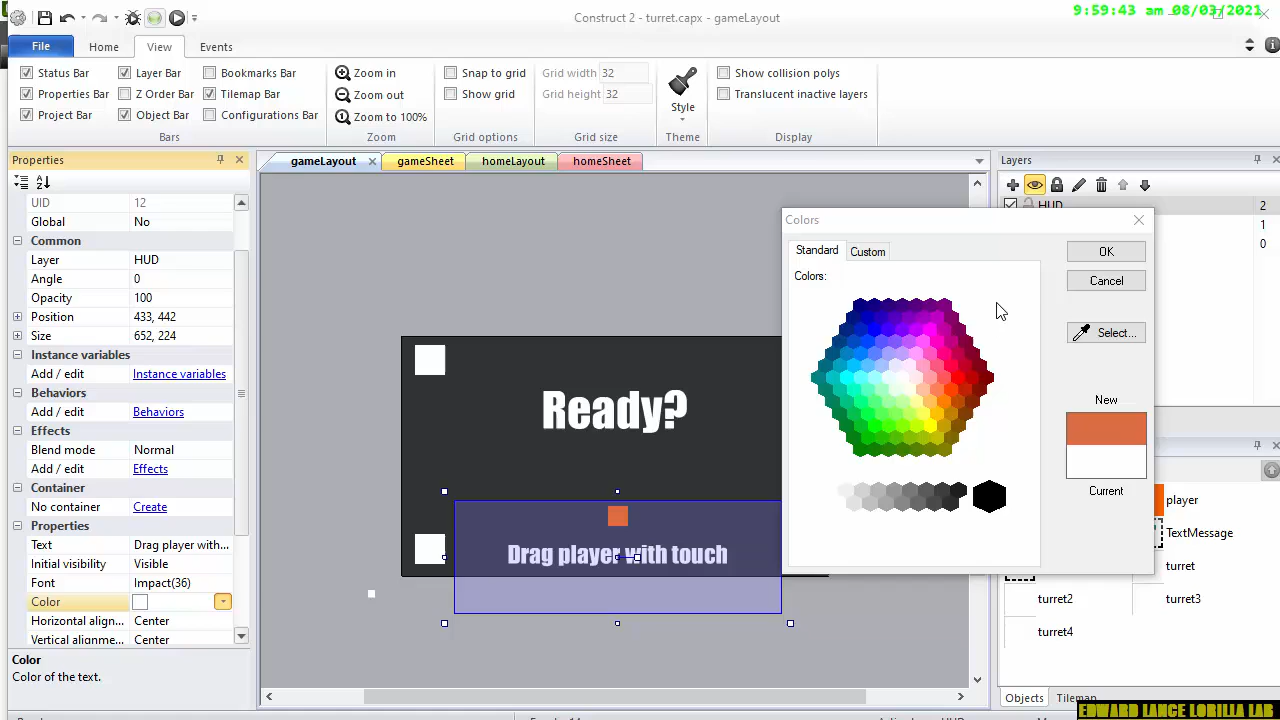 Construct 2 - turret.capx - gameLayout
9:59:43 am 08/03/2021
File Home View Events
Status Bar Layer Bar Bookmarks Bar
Properties Bar Z Order Bar Tilemap Bar
Project Bar Object Bar Configurations Bar
Bars
Zoom in
Zoom out
Zoom to 100%
Zoom
Snap to grid
Show grid
Grid options
Grid width 32
Grid height 32
Grid size
Style
Theme
Show collision polys
Translucent inactive layers
Display
Properties
UID 12
Global No
Common
Layer HUD
Angle 0
Opacity 100
Position 433, 442
Size 652, 224
Instance variables
Add / edit Instance variables
Behaviors
Add / edit Behaviors
Effects
Blend mode Normal
Add / edit Effects
Container
No container Create
Properties
Text Drag player with...
Initial visibility Visible
Font Impact(36)
Color
Horizontal align... Center
Vertical alignme... Center
Color
Color of the text.
gameLayout gameSheet homeLayout homeSheet
Ready?
Drag player with touch
Layers
HUD 2
1
0
Colors
Standard Custom
Colors:
OK
Cancel
Select...
New
Current
player
TextMessage
turret
turret2 turret3
turret4
Objects Tilemap
EDWARD LANCE LORILLA LAB